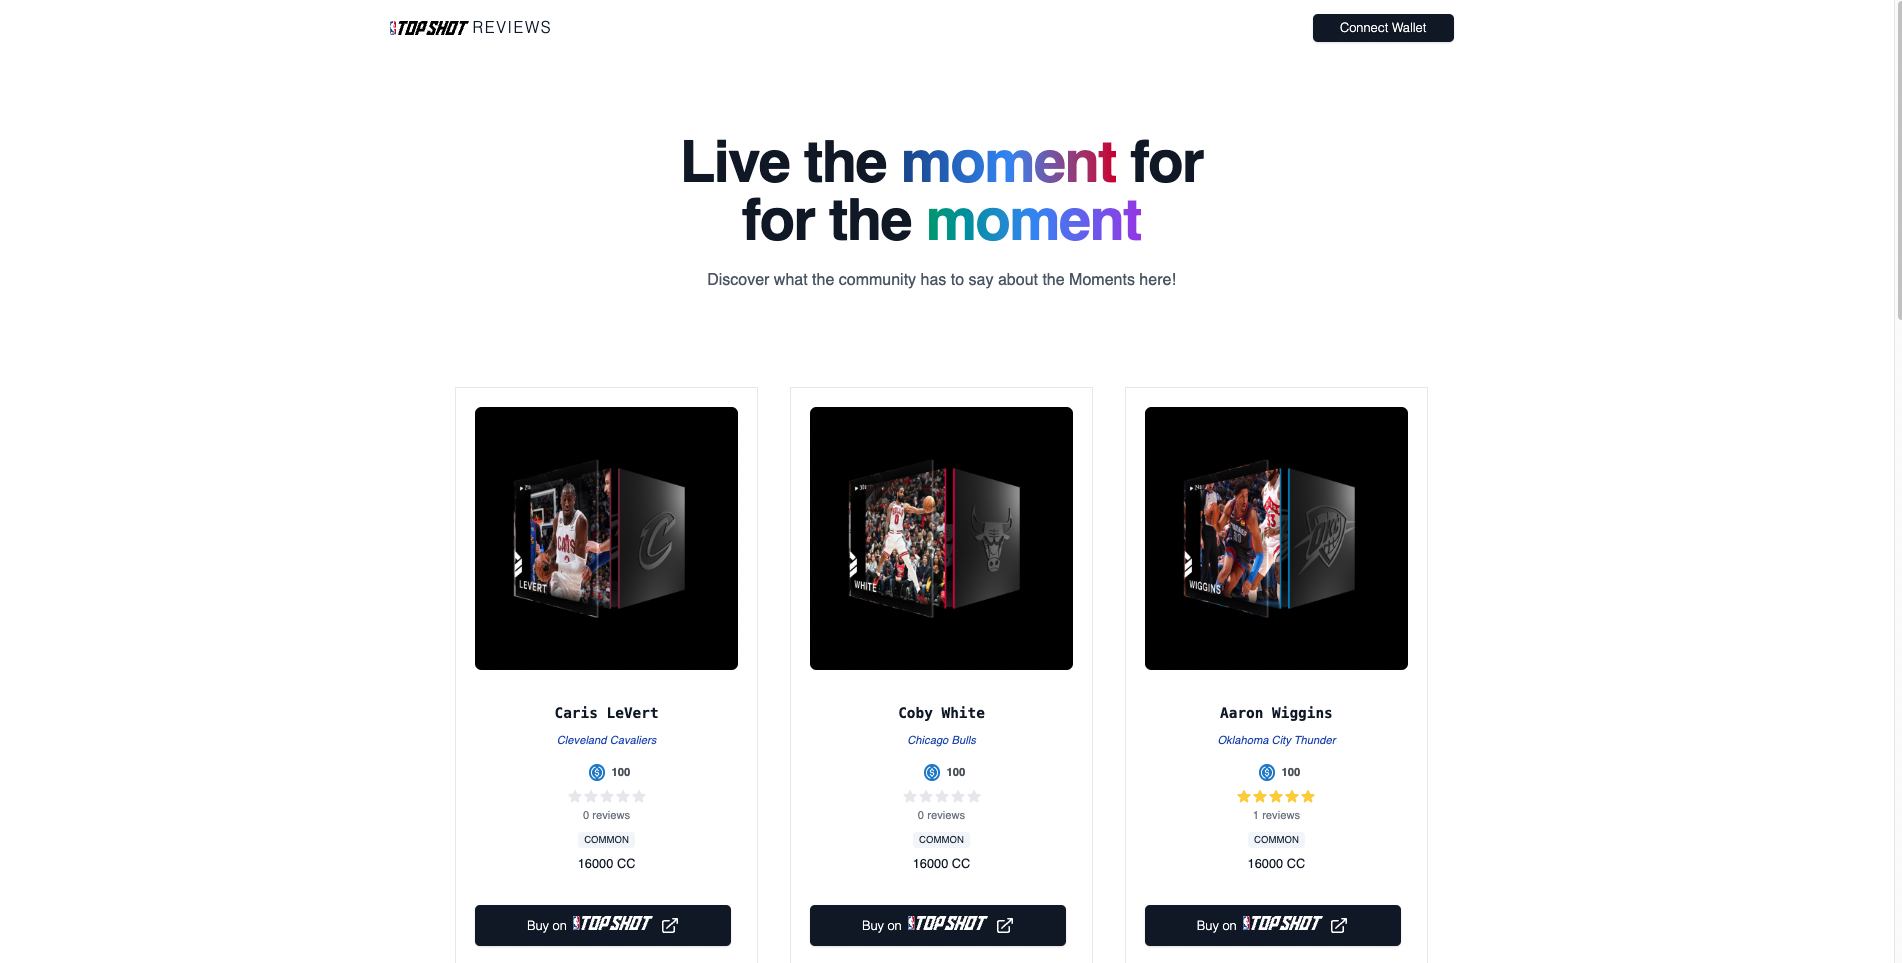 TOP SHOT REVIEWS
Connect Wallet
Live the moment for
for the moment
Discover what the community has to say about the Moments here!
LEVERT
WHITE
WIGGINS
Caris LeVert
Cleveland Cavaliers
100
0 reviews
COMMON
16000 CC
Buy on TOP SHOT
Coby White
Chicago Bulls
100
0 reviews
COMMON
16000 CC
Buy on TOP SHOT
Aaron Wiggins
Oklahoma City Thunder
100
1 reviews
COMMON
16000 CC
Buy on TOP SHOT